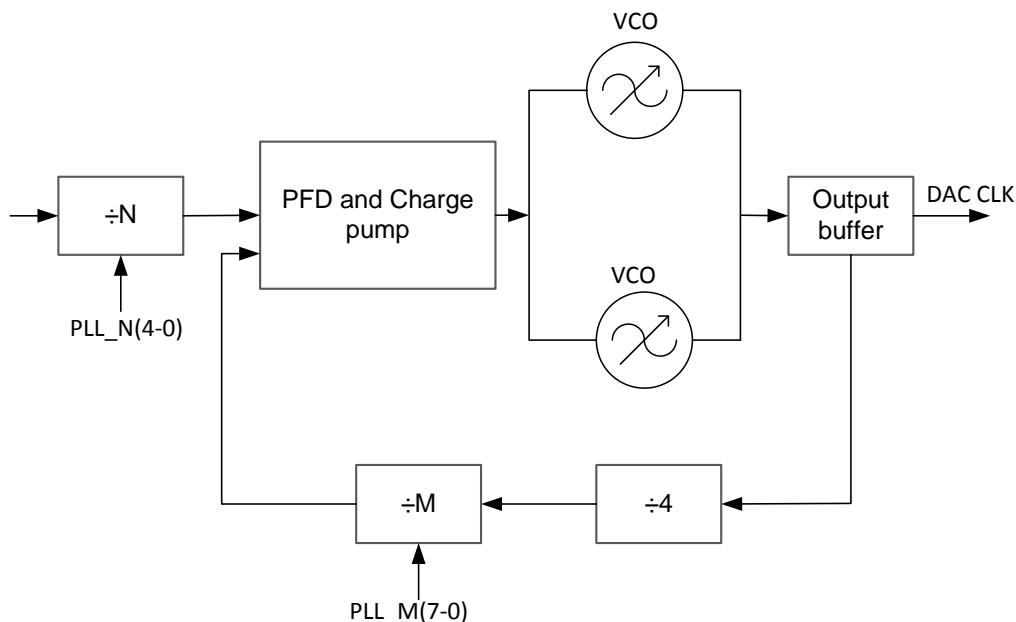 VCO
÷N
PFD and Charge
pump
Output
buffer
DAC CLK
VCO
PLL_N(4-0)
÷M
÷4
PLL_M(7-0)